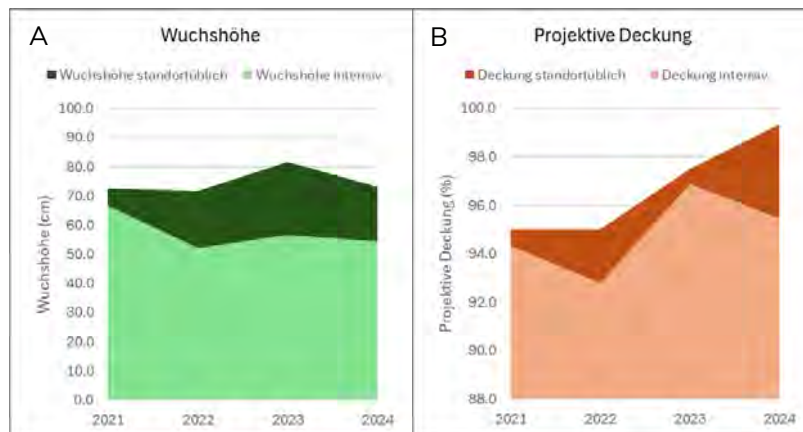 A
Wuchshöhe
Wuchshöhe standortüblich
Wuchshöhe intensiv
100.0
90.0
80.0
70.0
60.0
50.0
40.0
30.0
20.0
10.0
0.0
Wuchshöhe (cm)
2021
2022
2023
2024
B
Projektive Deckung
Deckung standortüblich
Deckung intensiv
100.0
98.0
96.0
94.0
92.0
90.0
88.0
Projektive Deckung (%)
2021
2022
2023
2024